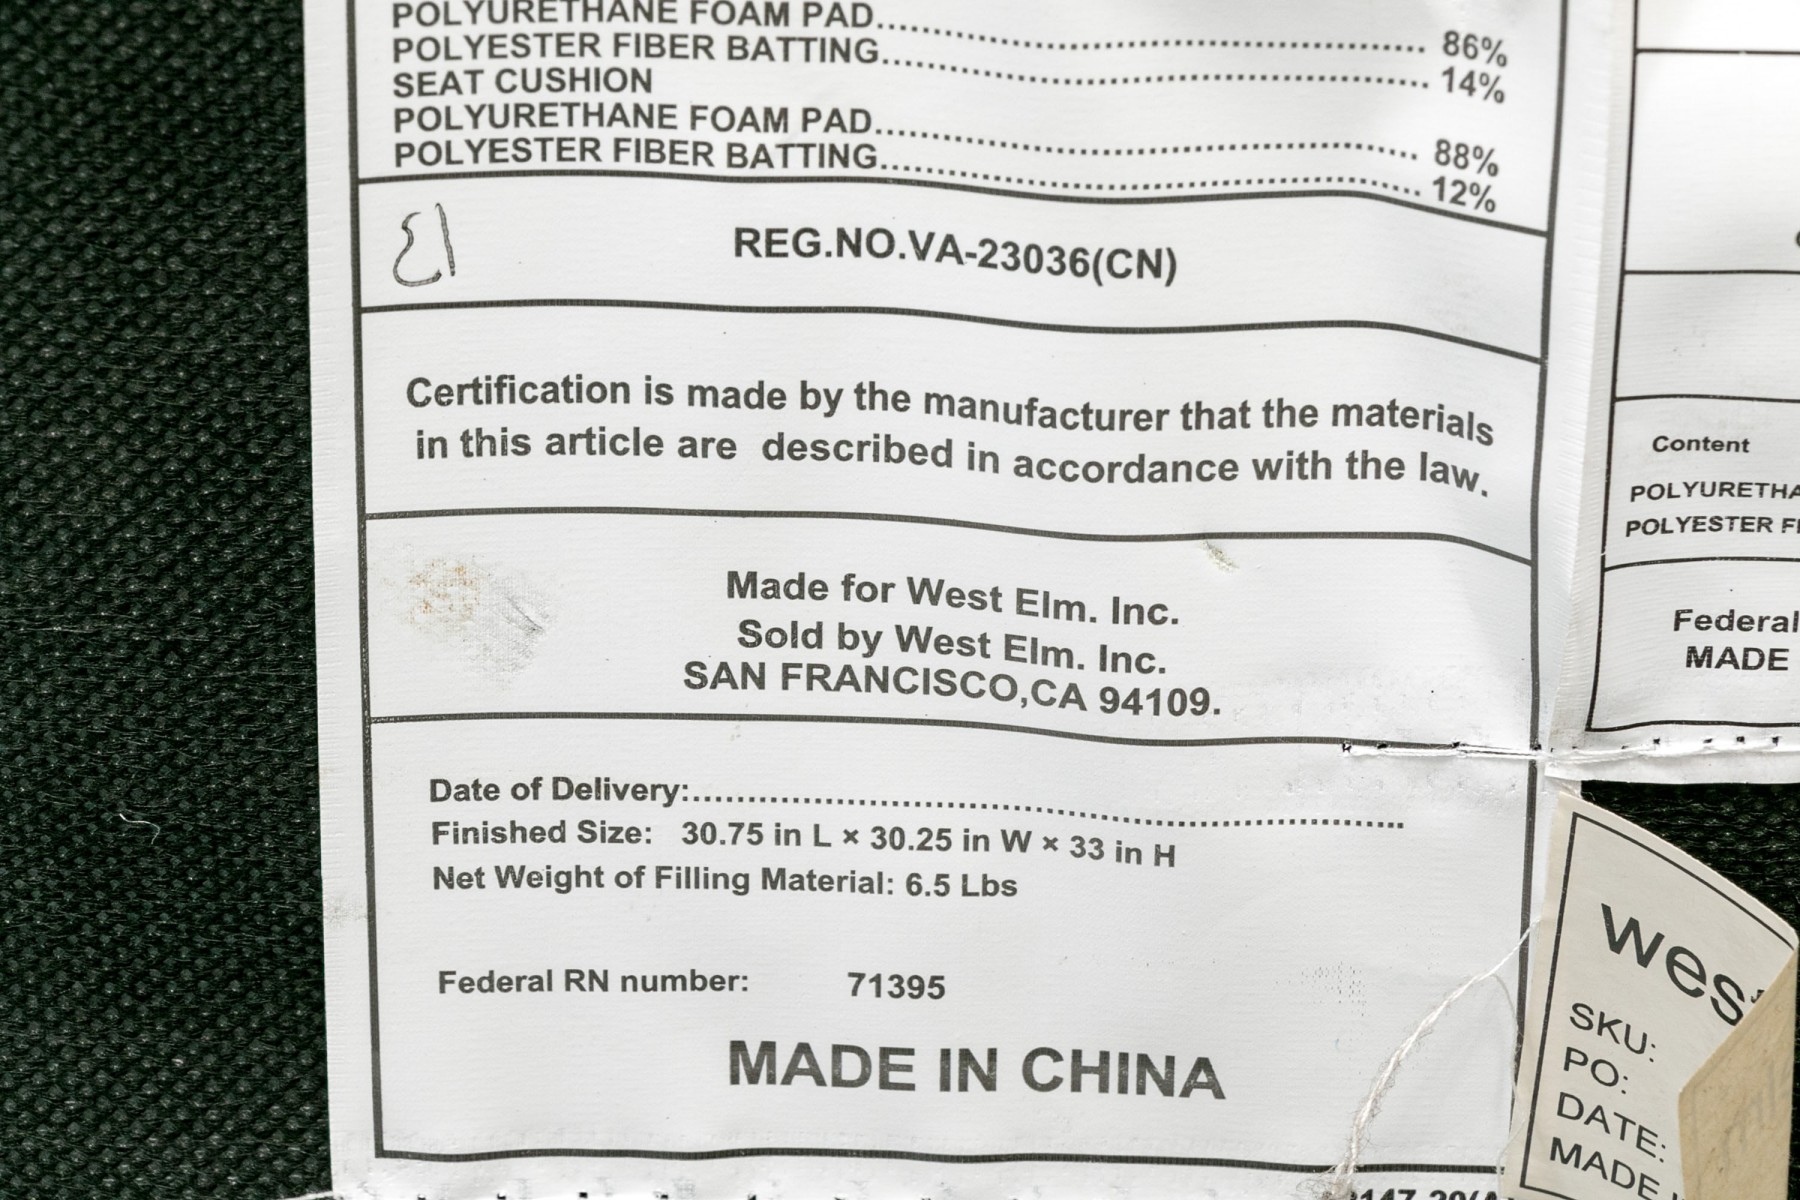 POLYURETHANE FOAM PAD........................................ 86%
POLYESTER FIBER BATTING........................................ 14%
SEAT CUSHION
POLYURETHANE FOAM PAD........................................ 88%
POLYESTER FIBER BATTING........................................ 12%
REG.NO.VA-23036(CN)
Certification is made by the manufacturer that the materials
in this article are described in accordance with the law.
Made for West Elm. Inc.
Sold by West Elm. Inc.
SAN FRANCISCO,CA 94109.
Date of Delivery:........................................
Finished Size: 30.75 in L × 30.25 in W × 33 in H
Net Weight of Filling Material: 6.5 Lbs
Federal RN number: 71395
MADE IN CHINA
Content
POLYURETHA
POLYESTER
Federal
MADE
wes
SKU:
PO:
DATE:
MADE